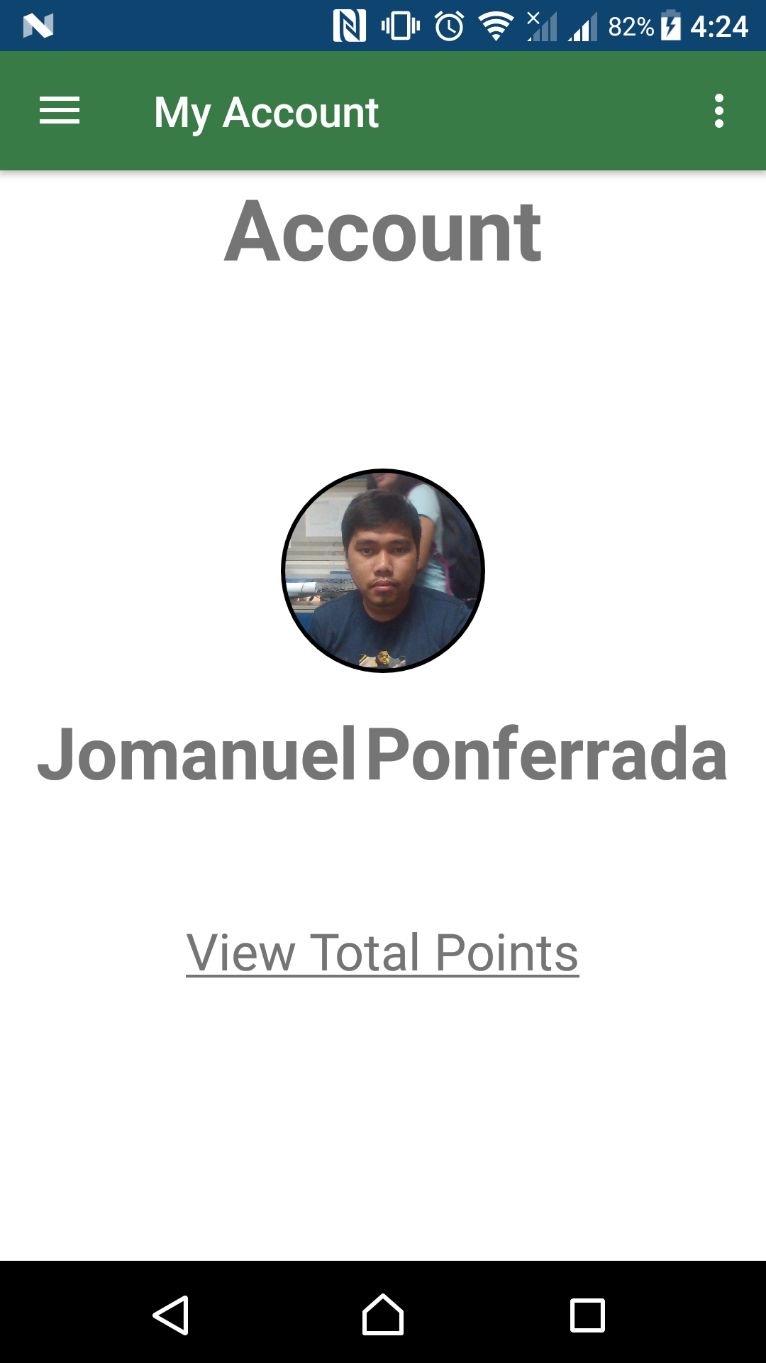 82% 4:24
My Account
Account
Jomanuel Ponferrada
View Total Points